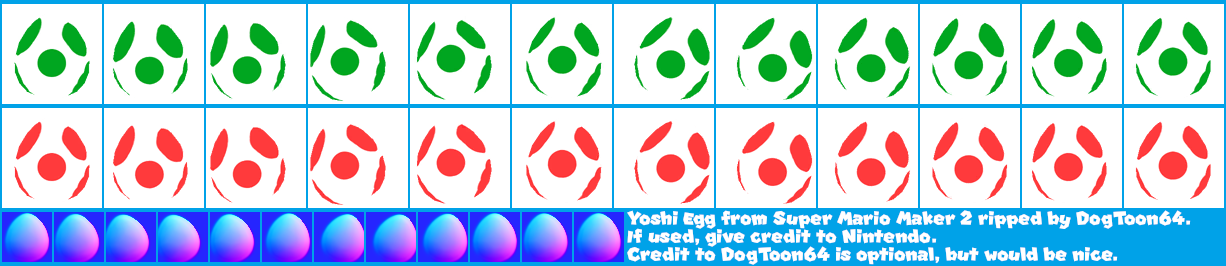 Yoshi Egg from Super Mario Maker 2 ripped by DogToon64.
If used, give credit to Nintendo.
Credit to DogToon64 is optional, but would be nice.